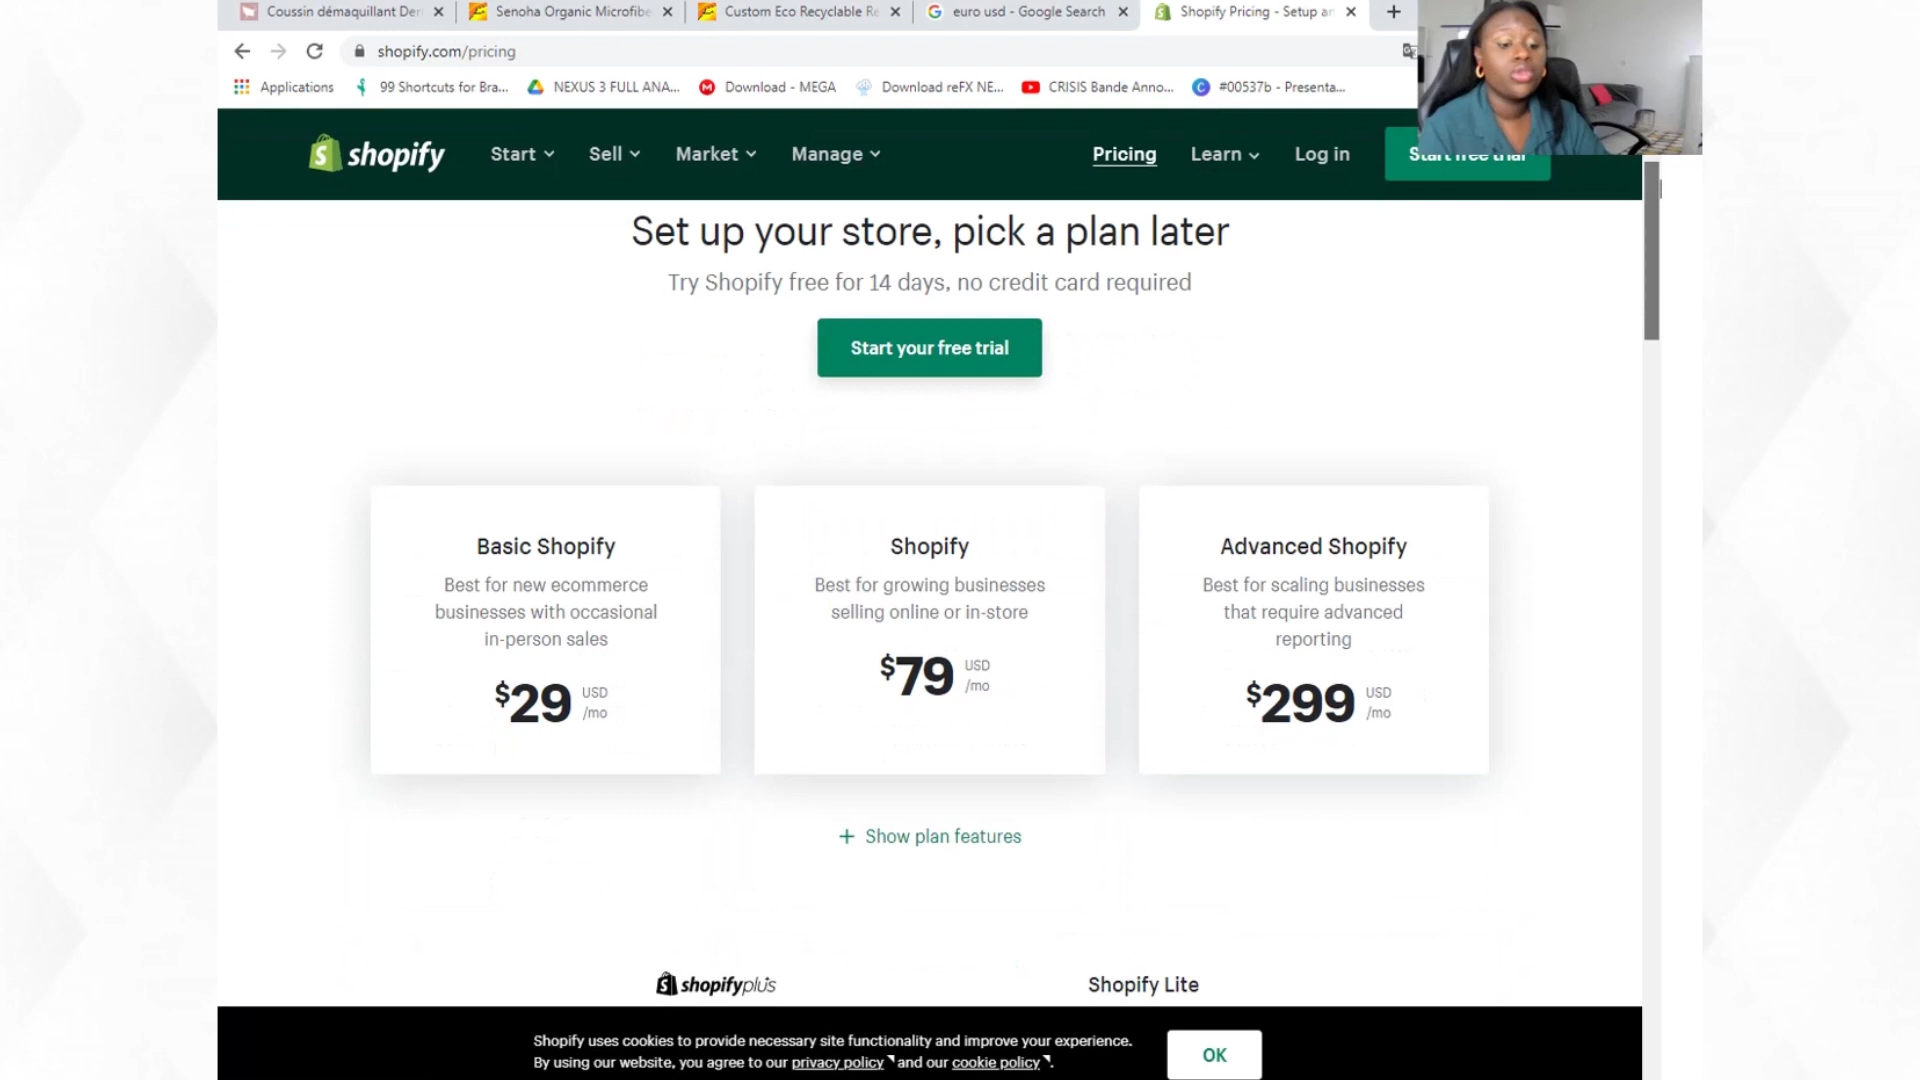 Coussin démaquillant Der
Senoha Organic Microfibe
Custom Eco Recyclable Re
euro usd - Google Search
Shopify Pricing - Setup an
shopify.com/pricing
Applications
99 Shortcuts for Bra...
NEXUS 3 FULL ANA...
Download - MEGA
Download reFX NE...
CRISIS Bande Anno...
#00537b - Presenta...
shopify
Start
Sell
Market
Manage
Pricing
Learn
Log in
Start free trial
Set up your store, pick a plan later
Try Shopify free for 14 days, no credit card required
Start your free trial
Basic Shopify
Best for new ecommerce
businesses with occasional
in-person sales
$29 USD
/mo
Shopify
Best for growing businesses
selling online or in-store
$79 USD
/mo
Advanced Shopify
Best for scaling businesses
that require advanced
reporting
$299 USD
/mo
+ Show plan features
shopifyplus
Shopify Lite
Shopify uses cookies to provide necessary site functionality and improve your experience.
By using our website, you agree to our privacy policy and our cookie policy.
OK